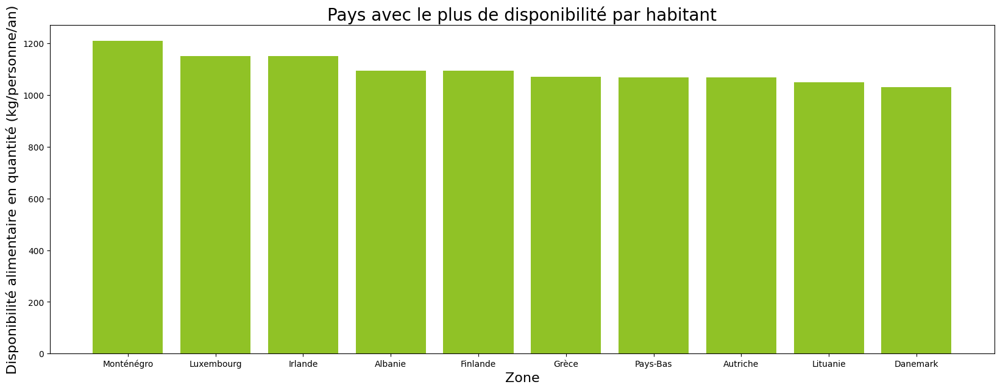 Pays avec le plus de disponibilité par habitant
Disponibilité alimentaire en quantité (kg/personne/an)
1200
1000
800
600
400
200
0
Monténégro Luxembourg Irlande Albanie Finlande Grèce Pays-Bas Autriche Lituanie Danemark
Zone